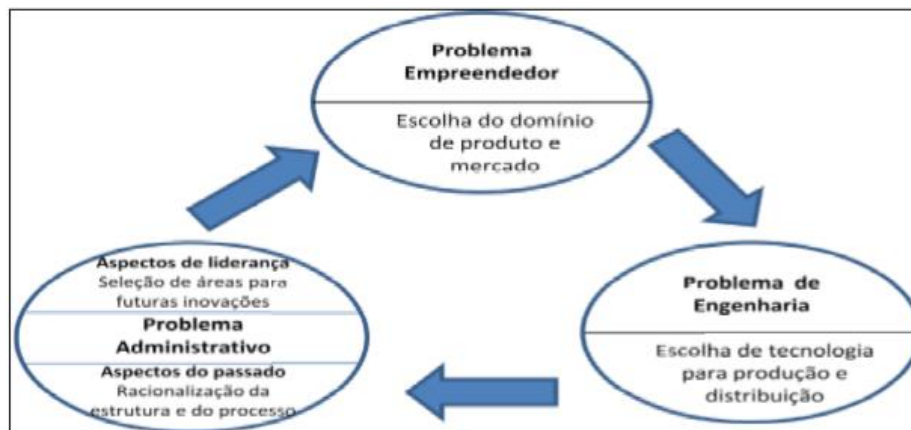 Problema
Empreendedor
Escolha do domínio
de produto e
mercado
Aspectos de liderança
Seleção de áreas para
futuras inovações
Problema
Administrativo
Aspectos do passado
Racionalização da
estrutura e do processo
Problema de
Engenharia
Escolha de tecnologia
para produção e
distribuição